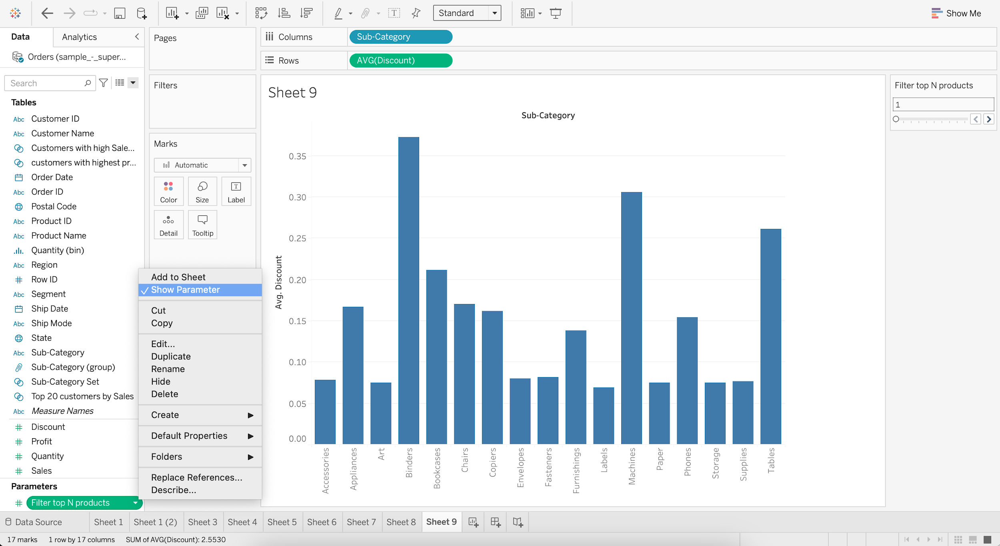 Standard
Show Me
Data
Analytics
Orders (sample_-_super...
Search
Tables
Abc Customer ID
Abc Customer Name
Customers with high Sale...
customers with highest pr...
Order Date
Abc Order ID
Postal Code
Abc Product ID
Abc Product Name
Quantity (bin)
Abc Region
Row ID
Abc Segment
Ship Date
Abc Ship Mode
State
Abc Sub-Category
Sub-Category (group)
Sub-Category Set
Top 20 customers by Sales
Abc Measure Names
Discount
Profit
Quantity
Sales
Parameters
Filter top N products
Pages
Filters
Marks
Automatic
Color
Size
Label
Detail
Tooltip
Add to Sheet
Show Parameter
Cut
Copy
Edit...
Duplicate
Rename
Hide
Delete
Create
Default Properties
Folders
Replace References...
Describe...
Columns
Sub-Category
Rows
AVG(Discount)
Sheet 9
Sub-Category
Avg. Discount
0.35
0.30
0.25
0.20
0.15
0.10
0.05
0.00
Accessories
Appliances
Art
Binders
Bookcases
Chairs
Copiers
Envelopes
Fasteners
Furnishings
Labels
Machines
Paper
Phones
Storage
Supplies
Tables
Filter top N products
1
Data Source
Sheet 1
Sheet 1 (2)
Sheet 3
Sheet 4
Sheet 5
Sheet 6
Sheet 7
Sheet 8
Sheet 9
17 marks
1 row by 17 columns
SUM of AVG(Discount): 2.5530